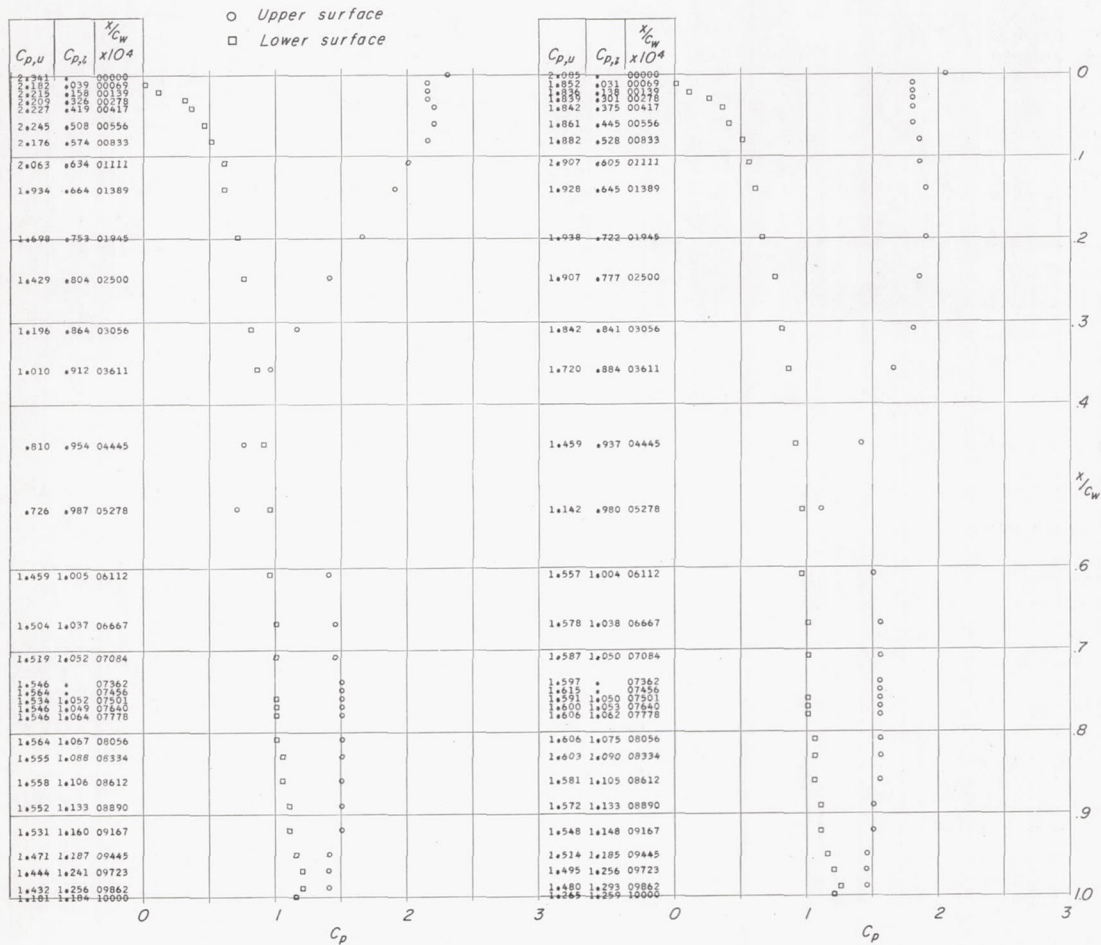 ○ Upper surface
□ Lower surface
Cp,u Cp,l x/cw x10^4
2.341 . 00000
2.182 .039 00069
2.215 .158 00139
2.209 .326 00278
2.227 .419 00417
2.245 .508 00556
2.176 .574 00833
2.063 .634 01111
1.934 .664 01389
1.698 .753 01945
1.429 .804 02500
1.196 .864 03056
1.010 .912 03611
.810 .954 04445
.726 .987 05278
1.459 1.005 06112
1.504 1.037 06667
1.519 1.052 07084
1.546 . 07362
1.564 . 07456
1.534 1.052 07501
1.546 1.049 07640
1.546 1.064 07778
1.564 1.067 08056
1.555 1.088 08334
1.558 1.106 08612
1.552 1.133 08890
1.531 1.160 09167
1.471 1.187 09445
1.444 1.241 09723
1.432 1.256 09862
1.181 1.184 10000
0 1 2 3
Cp
Cp,u Cp,l x/cw x10^4
2.085 . 00000
1.852 .031 00069
1.836 .138 00139
1.839 .301 00278
1.842 .375 00417
1.861 .445 00556
1.882 .528 00833
1.907 .605 01111
1.928 .645 01389
1.938 .722 01945
1.907 .777 02500
1.842 .841 03056
1.720 .884 03611
1.459 .937 04445
1.142 .980 05278
1.557 1.004 06112
1.578 1.038 06667
1.587 1.050 07084
1.597 . 07362
1.615 . 07456
1.591 1.050 07501
1.600 1.053 07640
1.606 1.062 07778
1.606 1.075 08056
1.603 1.090 08334
1.581 1.105 08612
1.572 1.133 08890
1.548 1.148 09167
1.514 1.185 09445
1.495 1.256 09723
1.480 1.293 09862
1.265 1.259 10000
0 1 2 3
Cp
0
.1
.2
.3
.4
x/cw
.6
.7
.8
.9
1.0